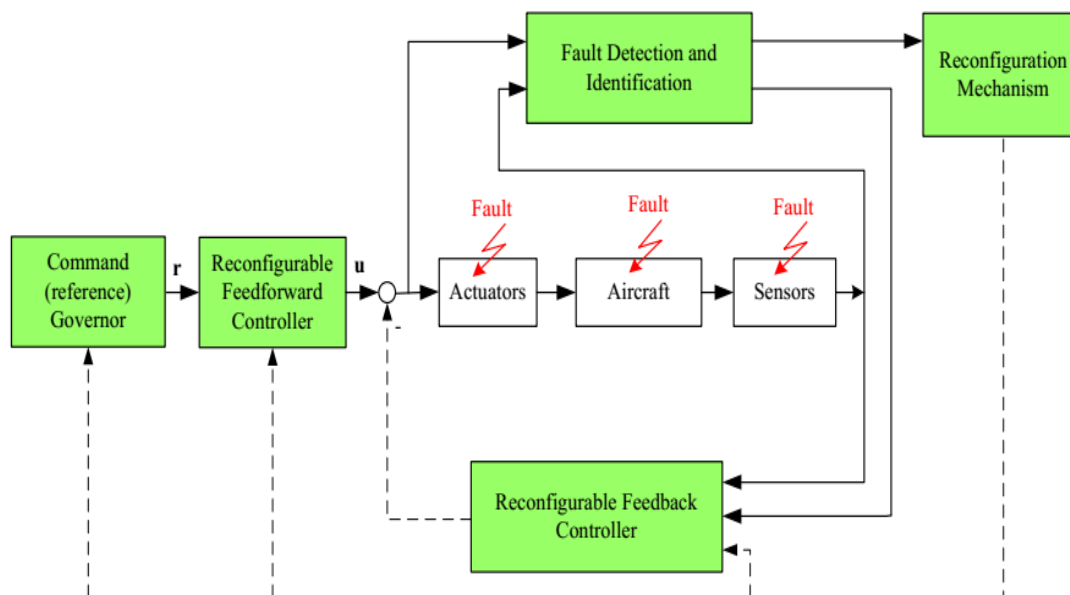 Fault Detection and
Identification
Reconfiguration
Mechanism
Fault
Fault
Fault
Command
(reference)
Governor
r
Reconfigurable
Feedforward
Controller
u
-
Actuators
Aircraft
Sensors
Reconfigurable Feedback
Controller